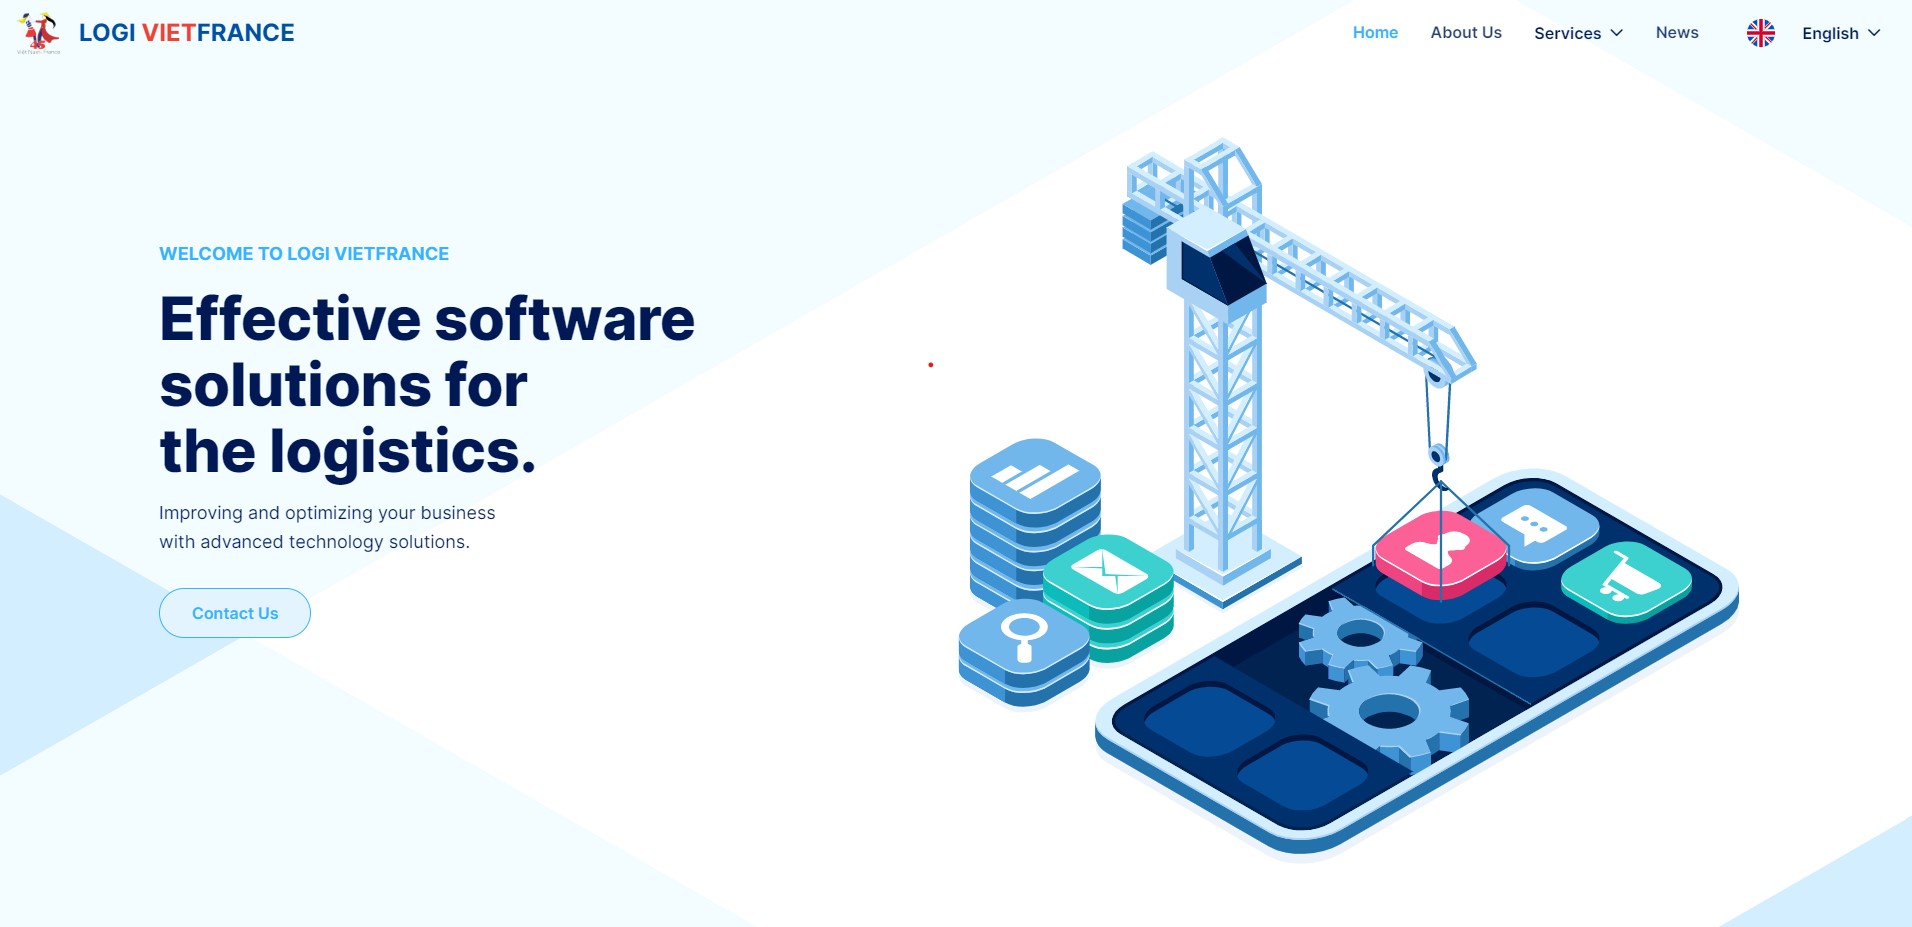 LOGI VIETFRANCE
Home
About Us
Services
News
English
WELCOME TO LOGI VIETFRANCE
Effective software
solutions for
the logistics.
Improving and optimizing your business
with advanced technology solutions.
Contact Us